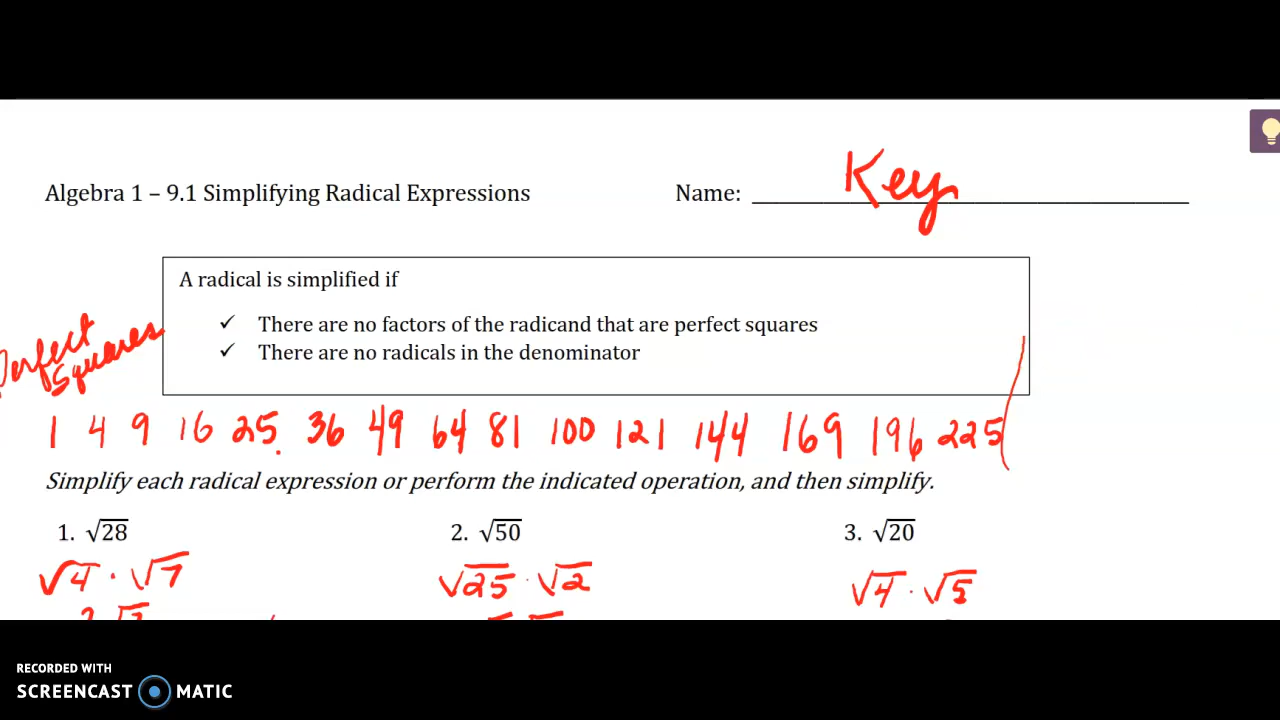 Algebra 1 – 9.1 Simplifying Radical Expressions Name: Key
A radical is simplified if
✓ There are no factors of the radicand that are perfect squares
✓ There are no radicals in the denominator
Perfect
Squares
1 4 9 16 25 36 49 64 81 100 121 144 169 196 225
Simplify each radical expression or perform the indicated operation, and then simplify.
1. √28 2. √50 3. √20
√4 · √7 √25 · √2 √4 · √5
RECORDED WITH
SCREENCAST MATIC